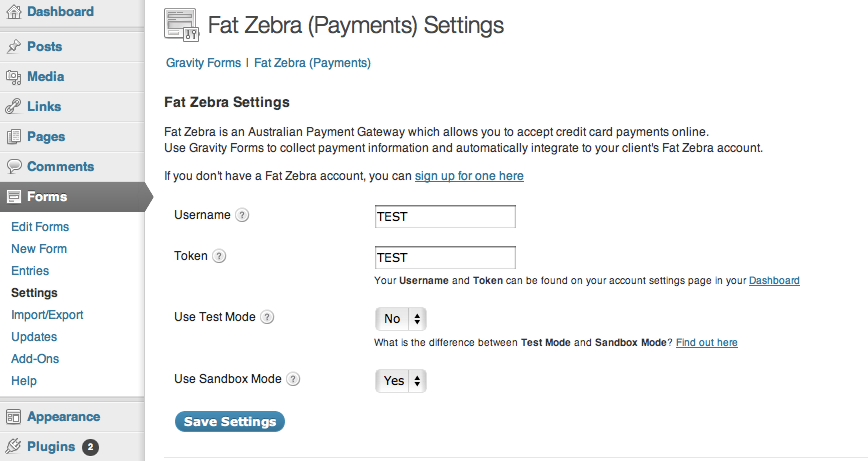 Dashboard
Posts
Media
Links
Pages
Comments
Forms
Edit Forms
New Form
Entries
Settings
Import/Export
Updates
Add-Ons
Help
Appearance
Plugins 2
Fat Zebra (Payments) Settings
Gravity Forms | Fat Zebra (Payments)
Fat Zebra Settings
Fat Zebra is an Australian Payment Gateway which allows you to accept credit card payments online.
Use Gravity Forms to collect payment information and automatically integrate to your client's Fat Zebra account.
If you don't have a Fat Zebra account, you can sign up for one here
Username ? TEST
Token ? TEST
Your Username and Token can be found on your account settings page in your Dashboard
Use Test Mode ? No
What is the difference between Test Mode and Sandbox Mode? Find out here
Use Sandbox Mode ? Yes
Save Settings